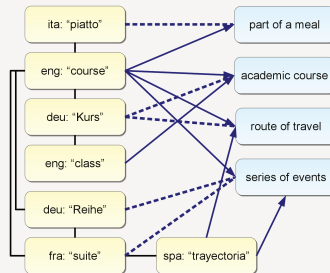 ita: “piatto”
part of a meal
eng: “course”
academic course
deu: “Kurs”
route of travel
eng: “class”
series of events
deu: “Reihe”
fra: “suite”
spa: “trayectoria”